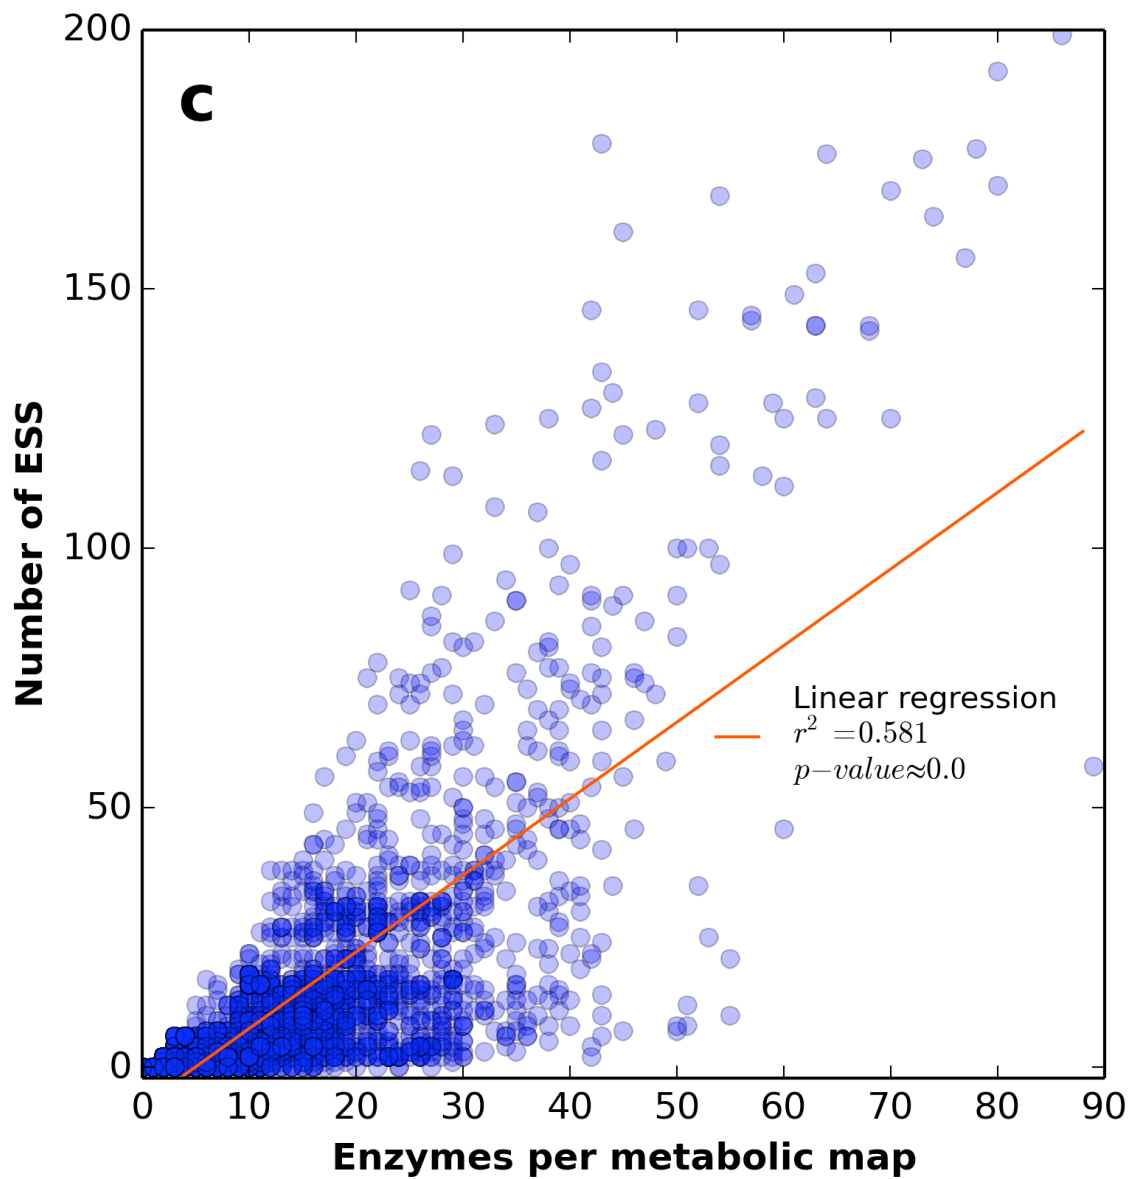 c
200
150
100
50
0
Number of ESS
Linear regression
r² =0.581
p−value≈0.0
0 10 20 30 40 50 60 70 80 90
Enzymes per metabolic map